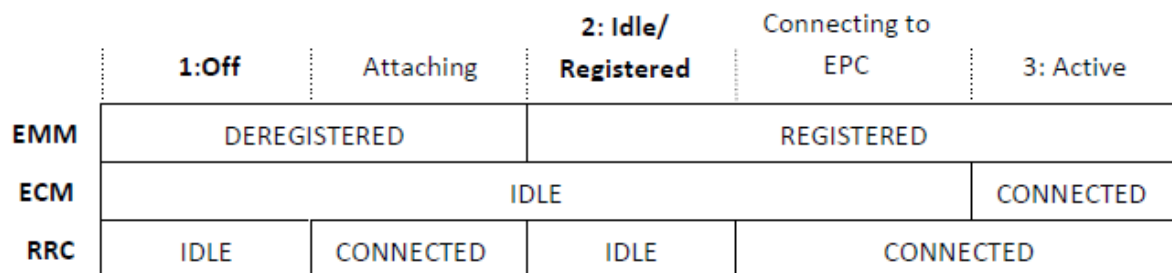 2: Idle/ Connecting to
1:Off Attaching Registered EPC 3: Active
EMM DEREGISTERED REGISTERED
ECM IDLE CONNECTED
RRC IDLE CONNECTED IDLE CONNECTED